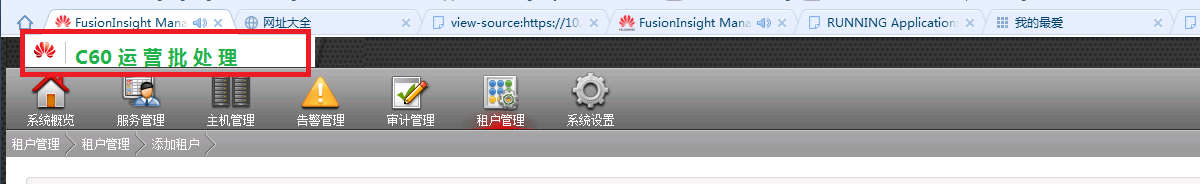 FusionInsight Mana
网址大全
view-source:https://10.
FusionInsight Mana
RUNNING Application
我的最爱
C60 运 营 批 处 理
系统概览
服务管理
主机管理
告警管理
审计管理
租户管理
系统设置
租户管理
租户管理
添加租户